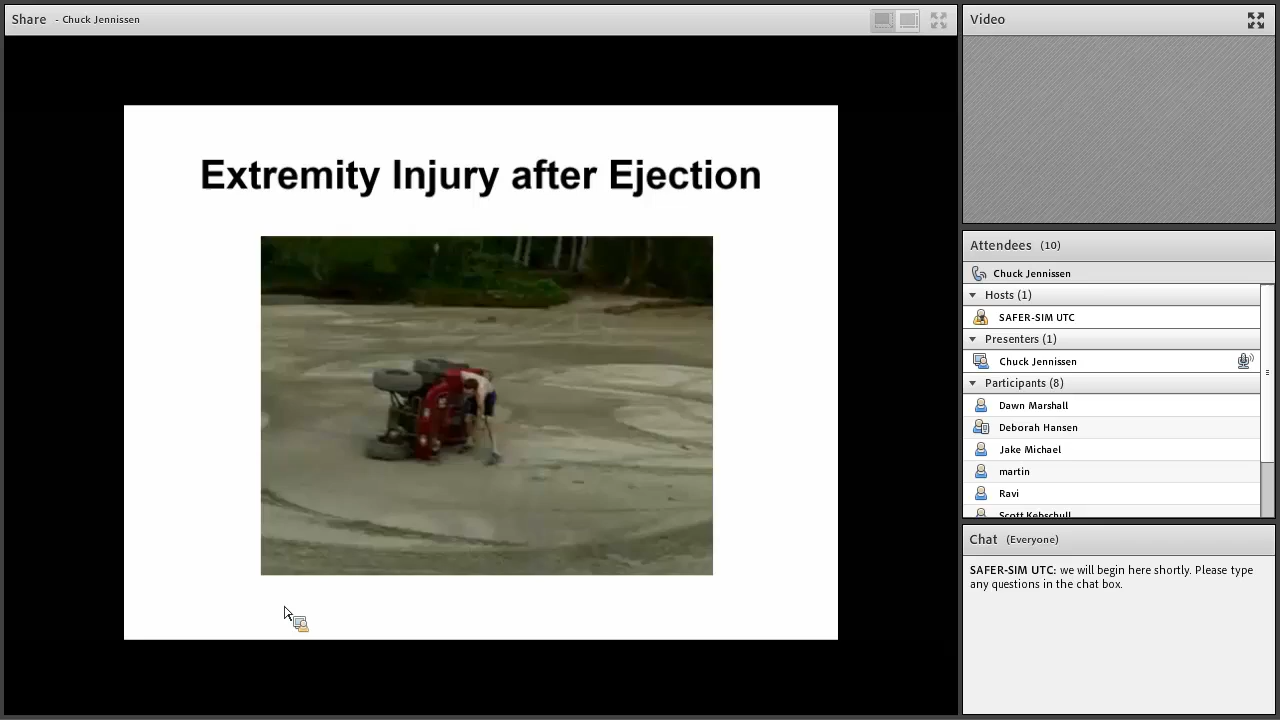 Share - Chuck Jennissen
Extremity Injury after Ejection
Video
Attendees (10)
Chuck Jennissen
Hosts (1)
SAFER-SIM UTC
Presenters (1)
Chuck Jennissen
Participants (8)
Dawn Marshall
Deborah Hansen
Jake Michael
martin
Ravi
Scott Kebschull
Chat (Everyone)
SAFER-SIM UTC: we will begin here shortly. Please type
any questions in the chat box.